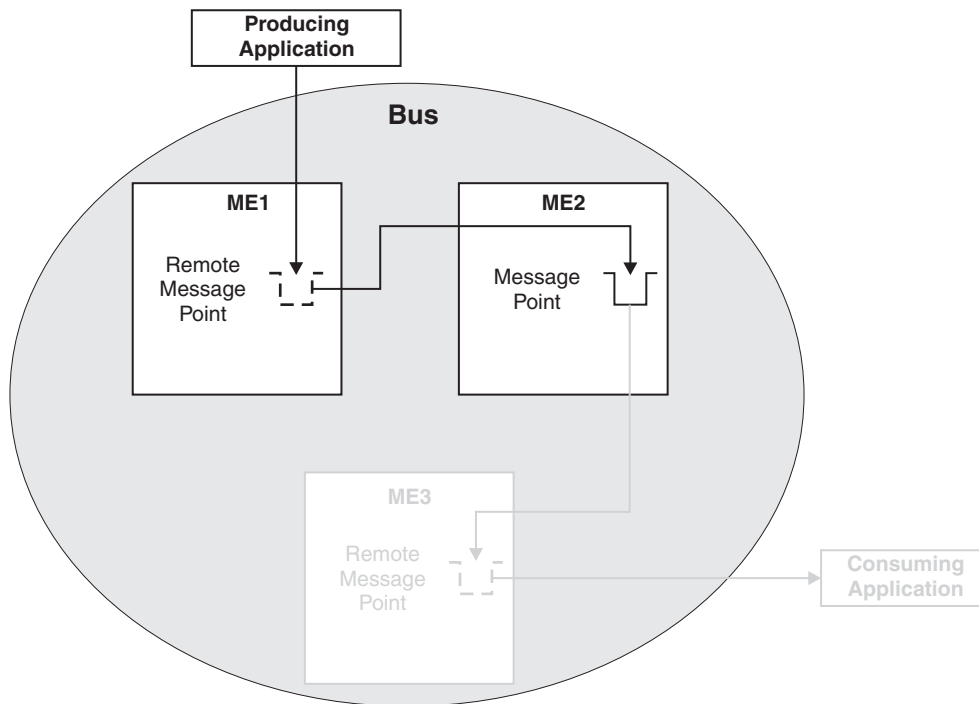 Producing
Application
Bus
ME1
Remote
Message
Point
ME2
Message
Point
ME3
Remote
Message
Point
Consuming
Application